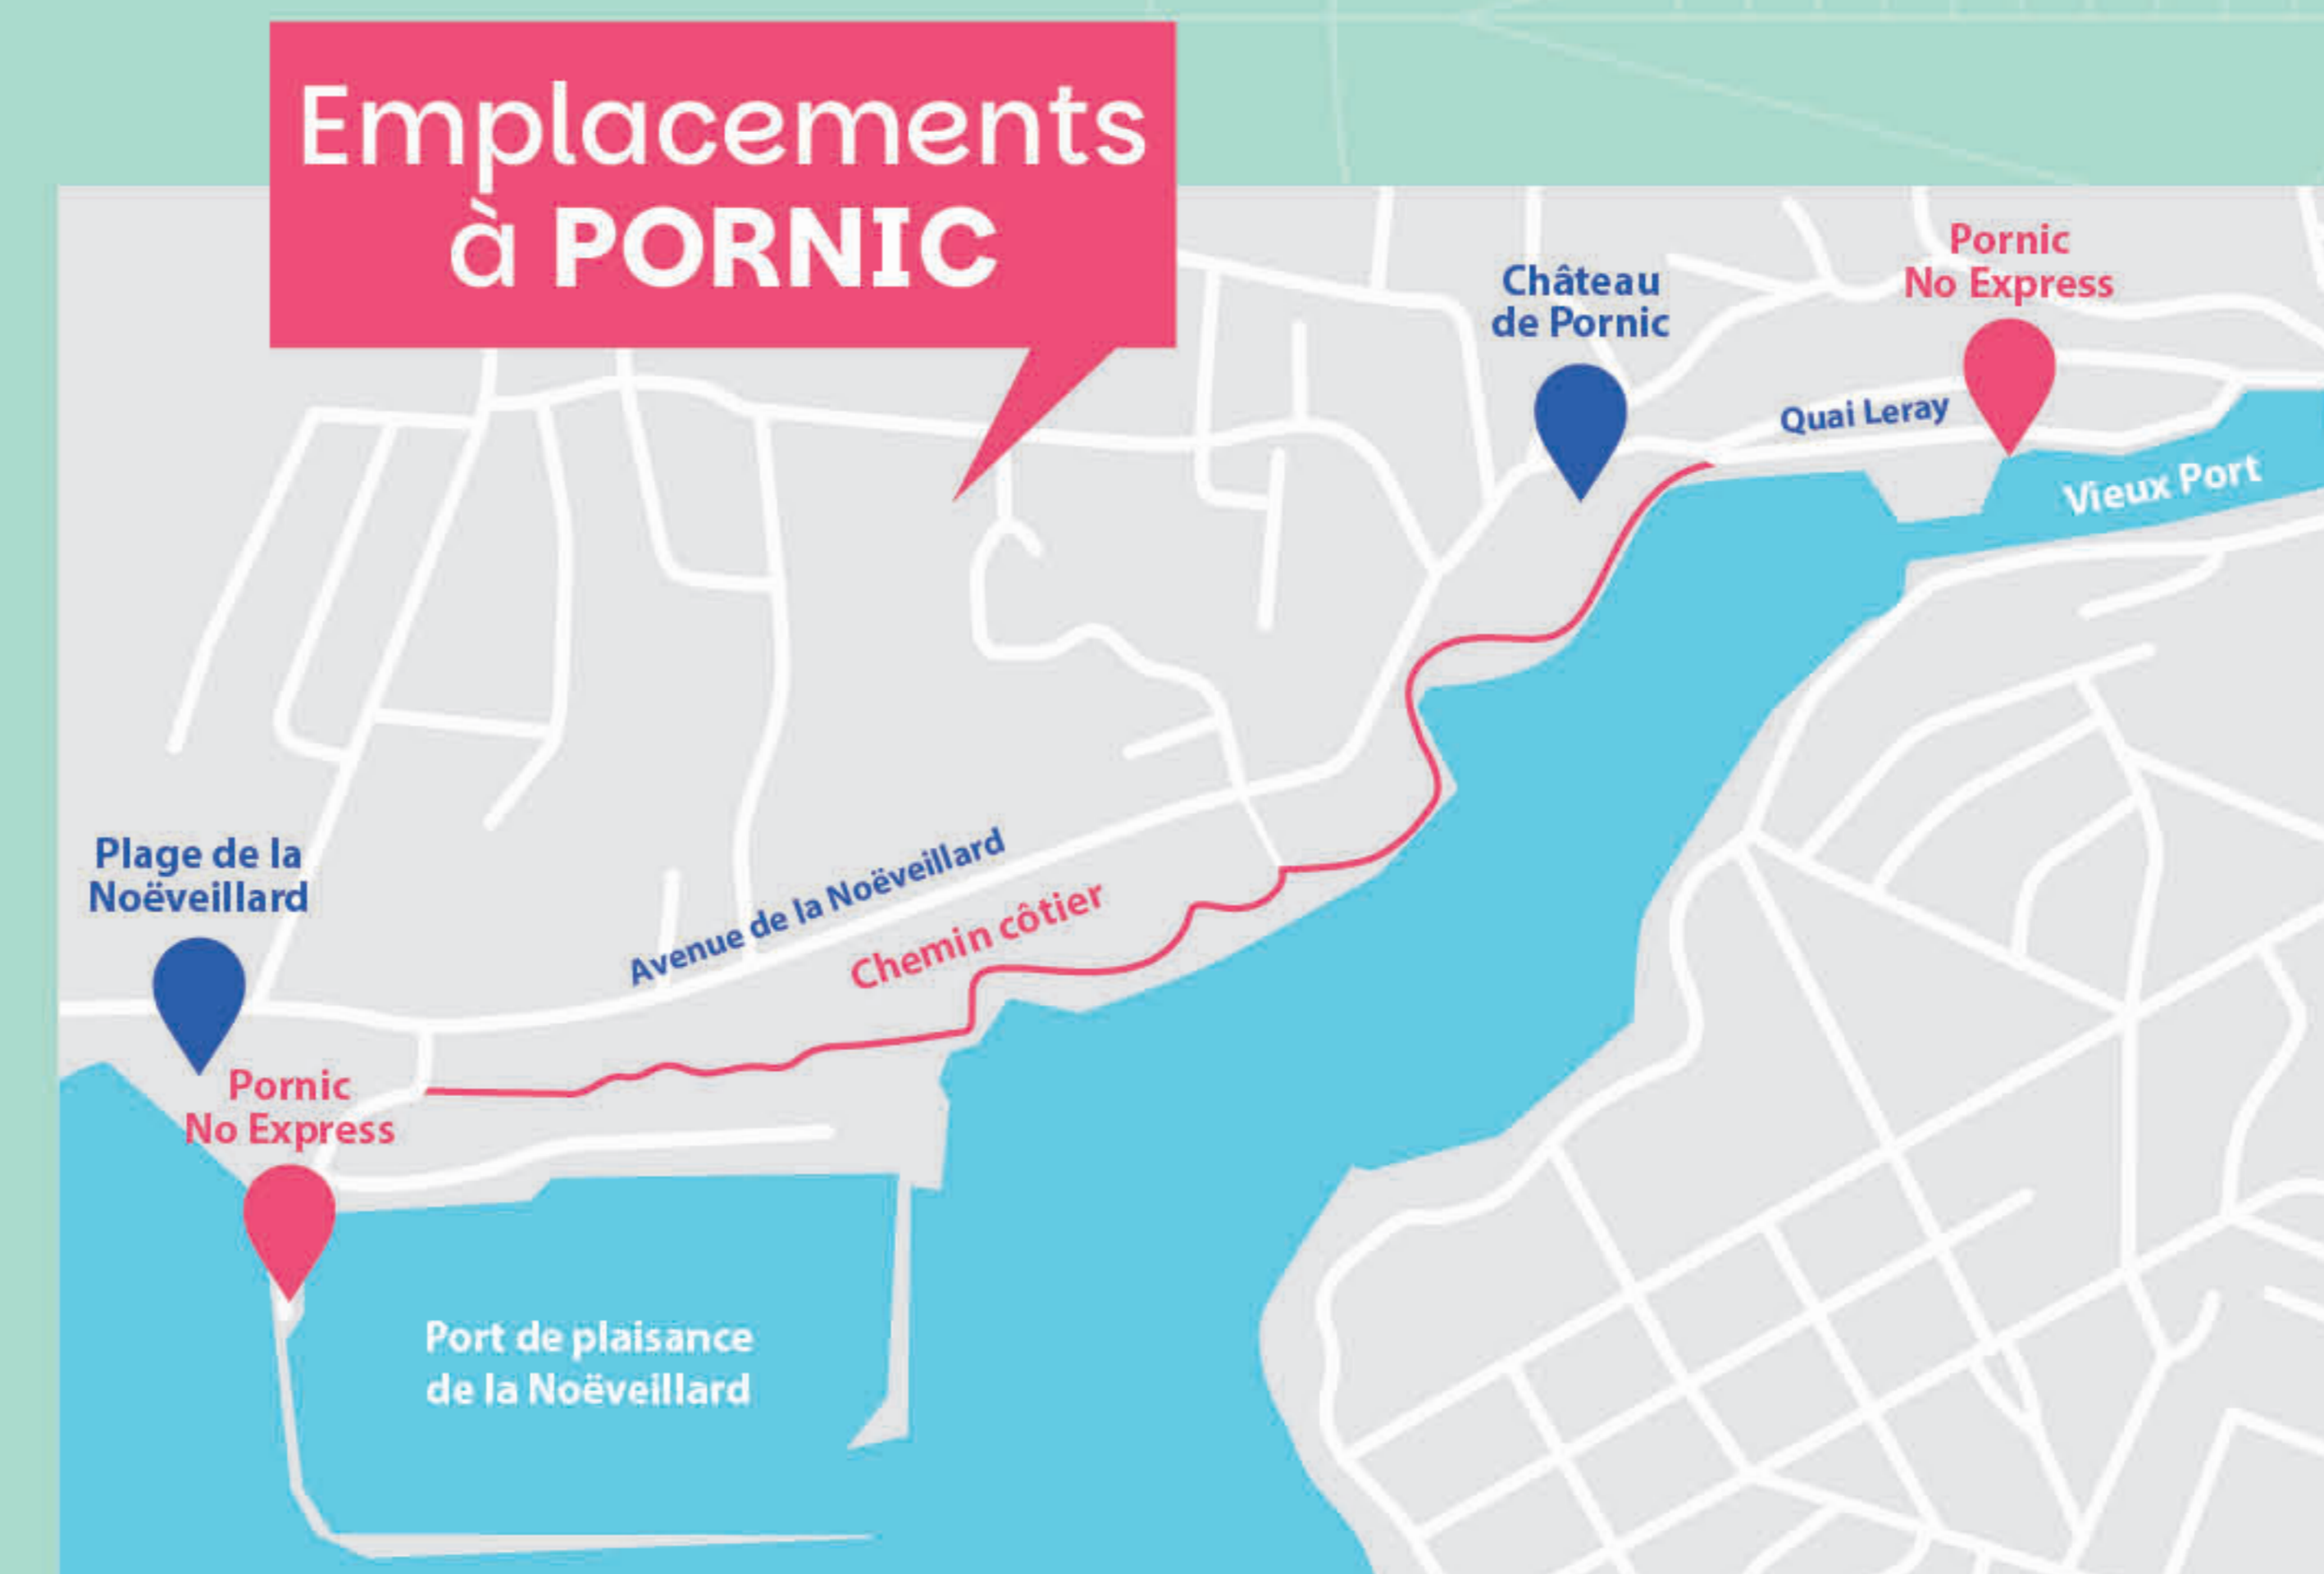 Emplacements
à PORNIC
Pornic
No Express
Château
de Pornic
Quai Leray
Vieux Port
Plage de la
Noëveillard
Avenue de la Noëveillard
Chemin côtier
Pornic
No Express
Port de plaisance
de la Noëveillard